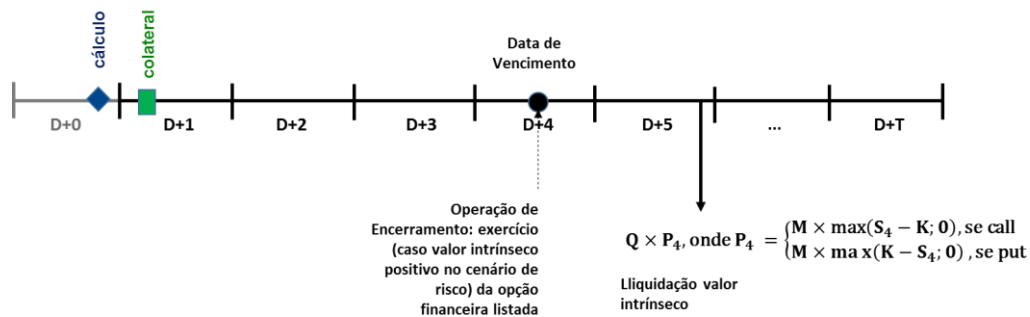 cálculo
colateral
Data de
Vencimento
D+0
D+1
D+2
D+3
D+4
D+5
...
D+T
Operação de
Encerramento: exercício
(caso valor intrínseco
positivo no cenário de
risco) da opção
financeira listada
Q × P₄, onde P₄ = { M × max(S₄ − K; 0), se call
M × ma x(K − S₄; 0) , se put
Lliquidação valor
intrínseco